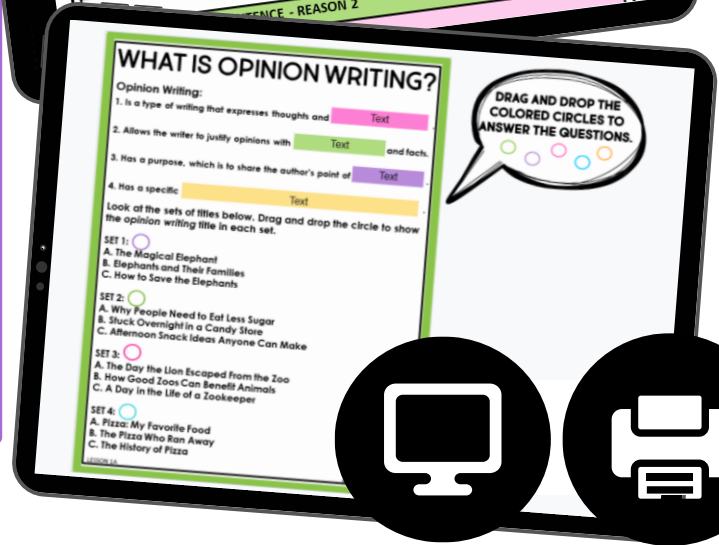 TENCE - REASON 2
WHAT IS OPINION WRITING?
Opinion Writing:
1. Is a type of writing that expresses thoughts and Text .
2. Allows the writer to justify opinions with Text and facts.
3. Has a purpose, which is to share the author's point of Text .
4. Has a specific Text .
Look at the sets of titles below. Drag and drop the circle to show
the opinion writing title in each set.
SET 1:
A. The Magical Elephant
B. Elephants and Their Families
C. How to Save the Elephants
SET 2:
A. Why People Need to Eat Less Sugar
B. Stuck Overnight in a Candy Store
C. Afternoon Snack Ideas Anyone Can Make
SET 3:
A. The Day the Lion Escaped From the Zoo
B. How Good Zoos Can Benefit Animals
C. A Day in the Life of a Zookeeper
SET 4:
A. Pizza: My Favorite Food
B. The Pizza Who Ran Away
C. The History of Pizza
LESSON 1A
DRAG AND DROP THE
COLORED CIRCLES TO
ANSWER THE QUESTIONS.